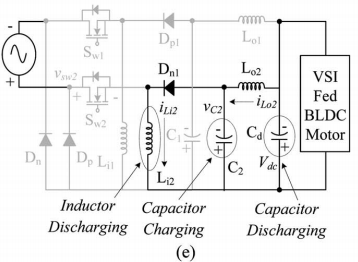 S_w1
D_p1
L_o1
v_sw2
+
-
D_n1
L_o2
VSI
Fed
BLDC
Motor
S_w2
i_Li2
v_C2
i_Lo2
C_1
C_d
D_n
D_p
L_i1
L_i2
C_2
V_dc
Inductor
Discharging
Capacitor
Charging
Capacitor
Discharging
(e)